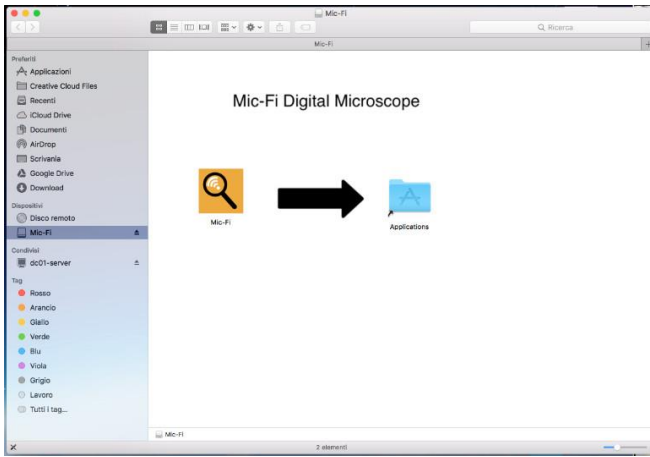 Mic-Fi
Ricerca
Mic-Fi
Preferiti
Applicazioni
Creative Cloud Files
Recenti
iCloud Drive
Documenti
AirDrop
Scrivania
Google Drive
Download
Dispositivi
Disco remoto
Mic-Fi
Condivisi
dc01-server
Tag
Rosso
Arancio
Giallo
Verde
Blu
Viola
Grigio
Lavoro
Tutti i tag...
Mic-Fi Digital Microscope
Mic-Fi
Applications
Mic-Fi
2 elementi